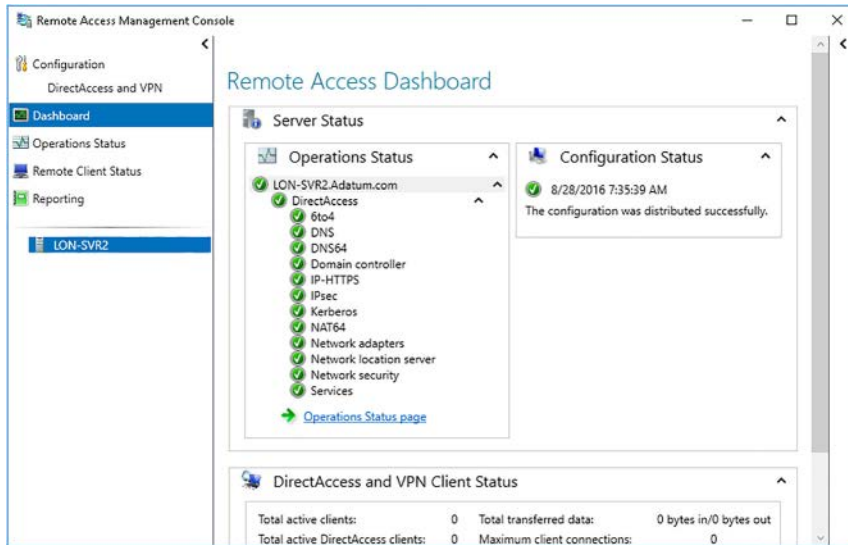 Remote Access Management Console
Configuration
DirectAccess and VPN
Dashboard
Operations Status
Remote Client Status
Reporting
LON-SVR2
Remote Access Dashboard
Server Status
Operations Status
LON-SVR2.Adatum.com
DirectAccess
6to4
DNS
DNS64
Domain controller
IP-HTTPS
IPsec
Kerberos
NAT64
Network adapters
Network location server
Network security
Services
Operations Status page
Configuration Status
8/28/2016 7:35:39 AM
The configuration was distributed successfully.
DirectAccess and VPN Client Status
Total active clients: 0 Total transferred data: 0 bytes in/0 bytes out
Total active DirectAccess clients: 0 Maximum client connections: 0